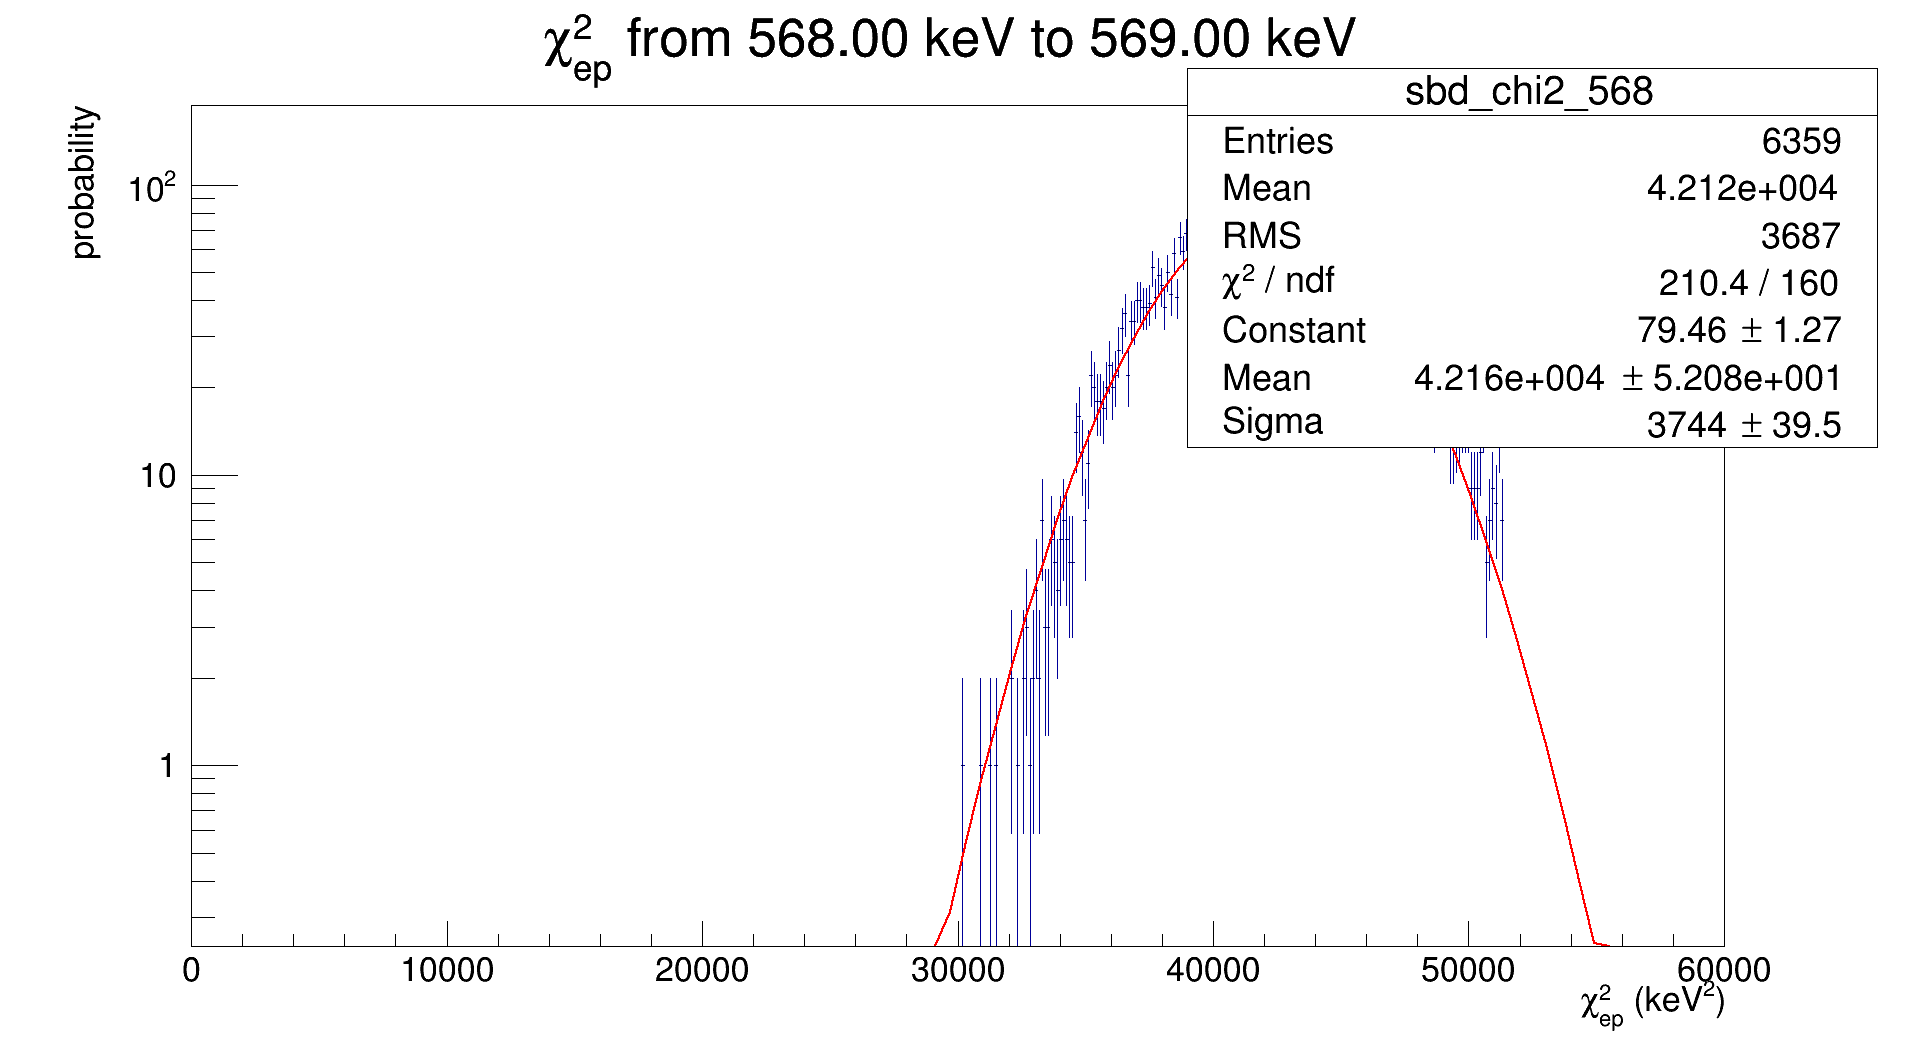 χ²ep from 568.00 keV to 569.00 keV
sbd_chi2_568
Entries 6359
Mean 4.212e+004
RMS 3687
χ² / ndf 210.4 / 160
Constant 79.46 ± 1.27
Mean 4.216e+004 ± 5.208e+001
Sigma 3744 ± 39.5
probability
10²
10
1
0 10000 20000 30000 40000 50000 60000
χ²ep (keV²)